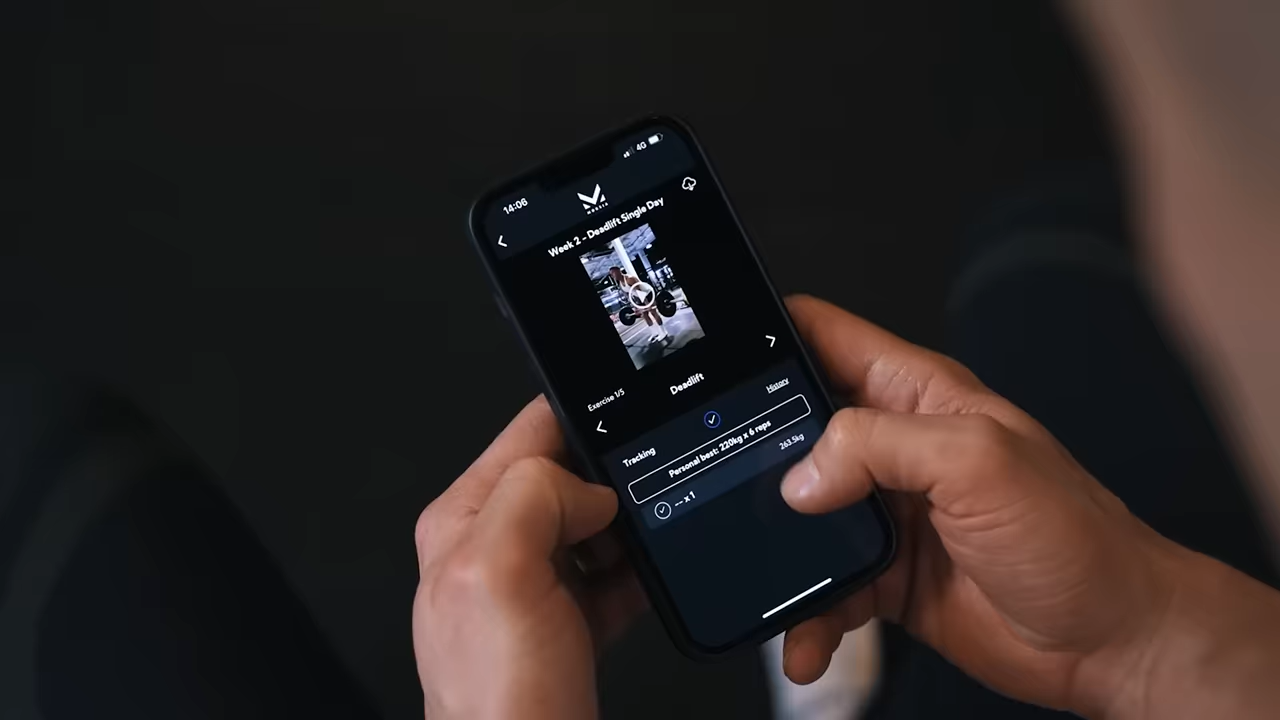 14:06
4G
Week 2 - Deadlift Single Day
Exercise 1/5
Deadlift
History
Tracking
Personal best: 220kg x 6 reps
-- x 1
263.5kg